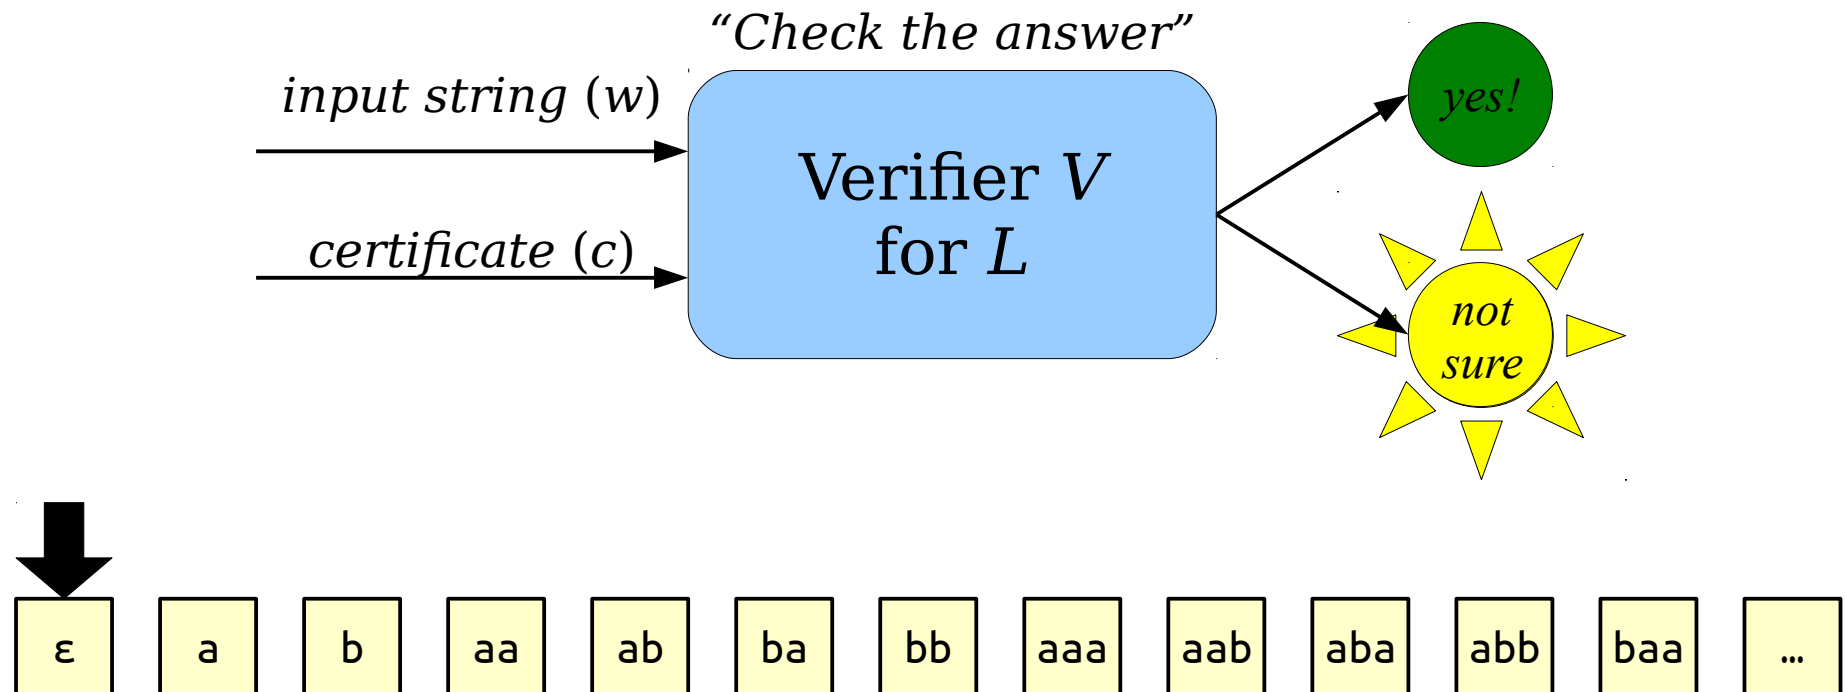 “Check the answer”
input string (w)
certificate (c)
Verifier V
for L
yes!
not
sure
ε a b aa ab ba bb aaa aab aba abb baa ...